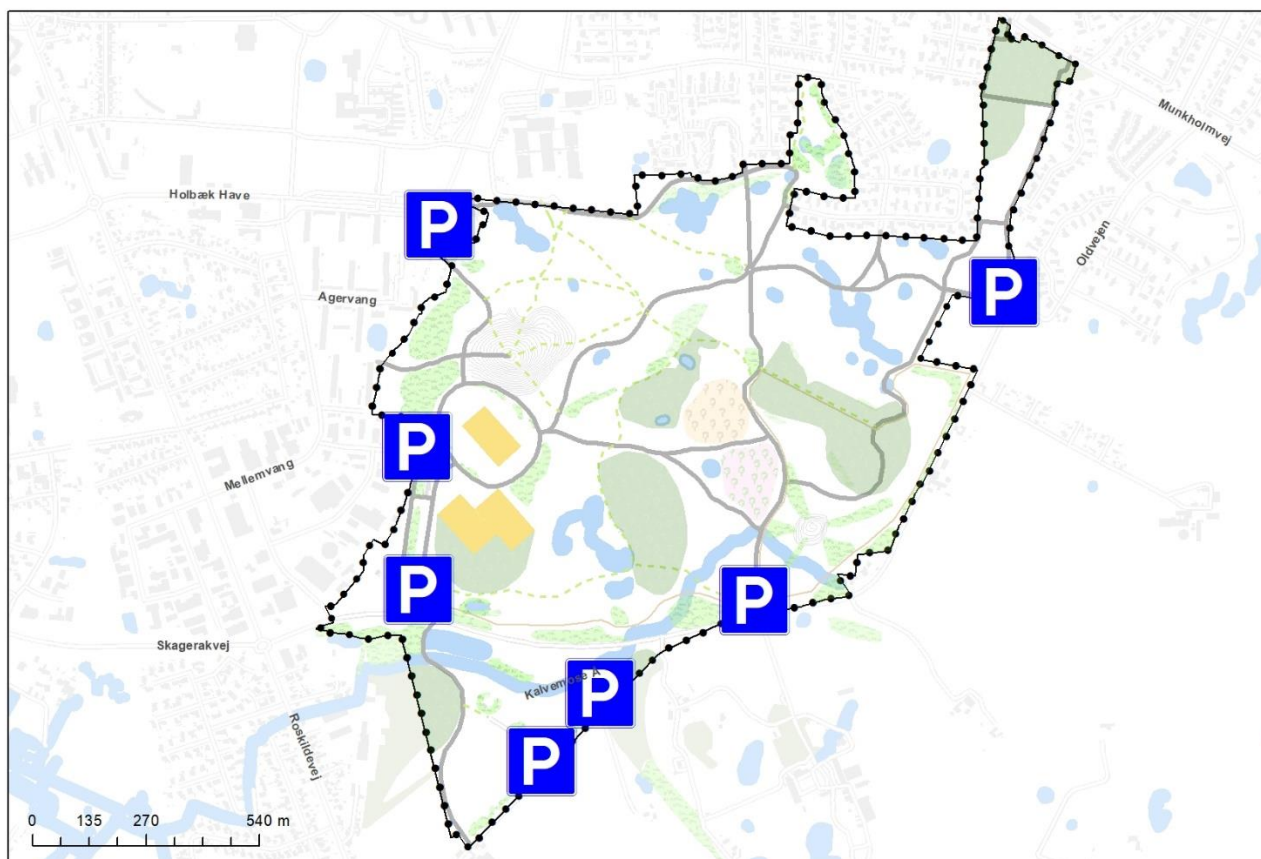 Munkholmvej
Holbæk Have
P
Oldvejen
P
Agervang
P
Mellemvang
P
P
Skagerakvej
Kalvemose Å
P
Roskildevej
P
0 135 270 540 m